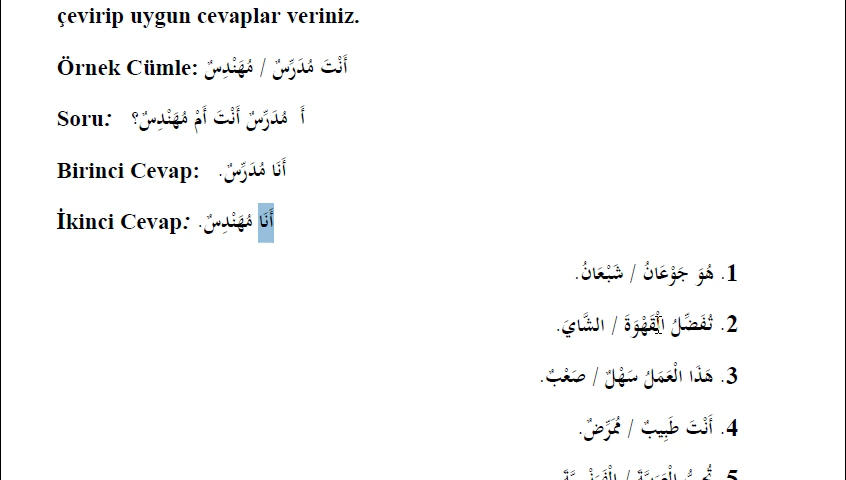 çevirip uygun cevaplar veriniz.
Örnek Cümle: أَنْتَ مُدَرِّسٌ / مُهَنْدِسٌ
Soru: أَ مُدَرِّسٌ أَنْتَ أَمْ مُهَنْدِسٌ؟
Birinci Cevap: أَنَا مُدَرِّسٌ.
İkinci Cevap: أَنَا مُهَنْدِسٌ.
1. هُوَ جَوْعَانُ / شَبْعَانُ.
2. تُفَضِّلُ الْقَهْوَةَ / الشَّايَ.
3. هَذَا الْعَمَلُ سَهْلٌ / صَعْبٌ.
4. أَنْتَ طَبِيبٌ / مُمَرِّضٌ.
5.